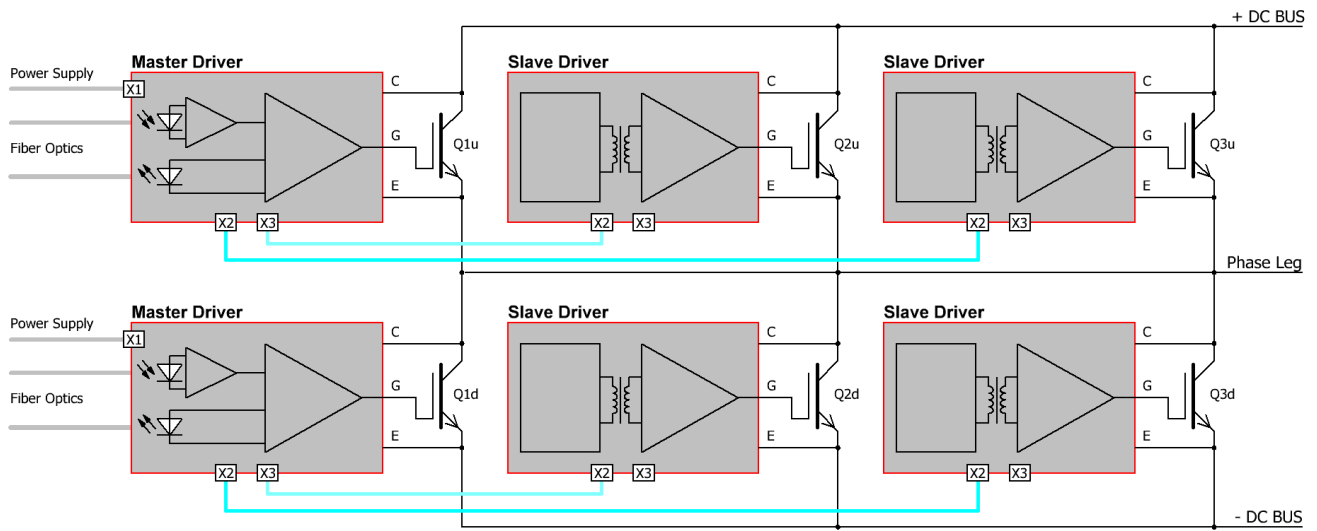 + DC BUS
Master Driver
Slave Driver
Slave Driver
Power Supply
X1
C
C
C
Fiber Optics
G
Q1u
G
Q2u
G
Q3u
E
E
E
X2
X3
X2
X3
X2
X3
Phase Leg
Master Driver
Slave Driver
Slave Driver
Power Supply
X1
C
C
C
Fiber Optics
G
Q1d
G
Q2d
G
Q3d
E
E
E
X2
X3
X2
X3
X2
X3
- DC BUS